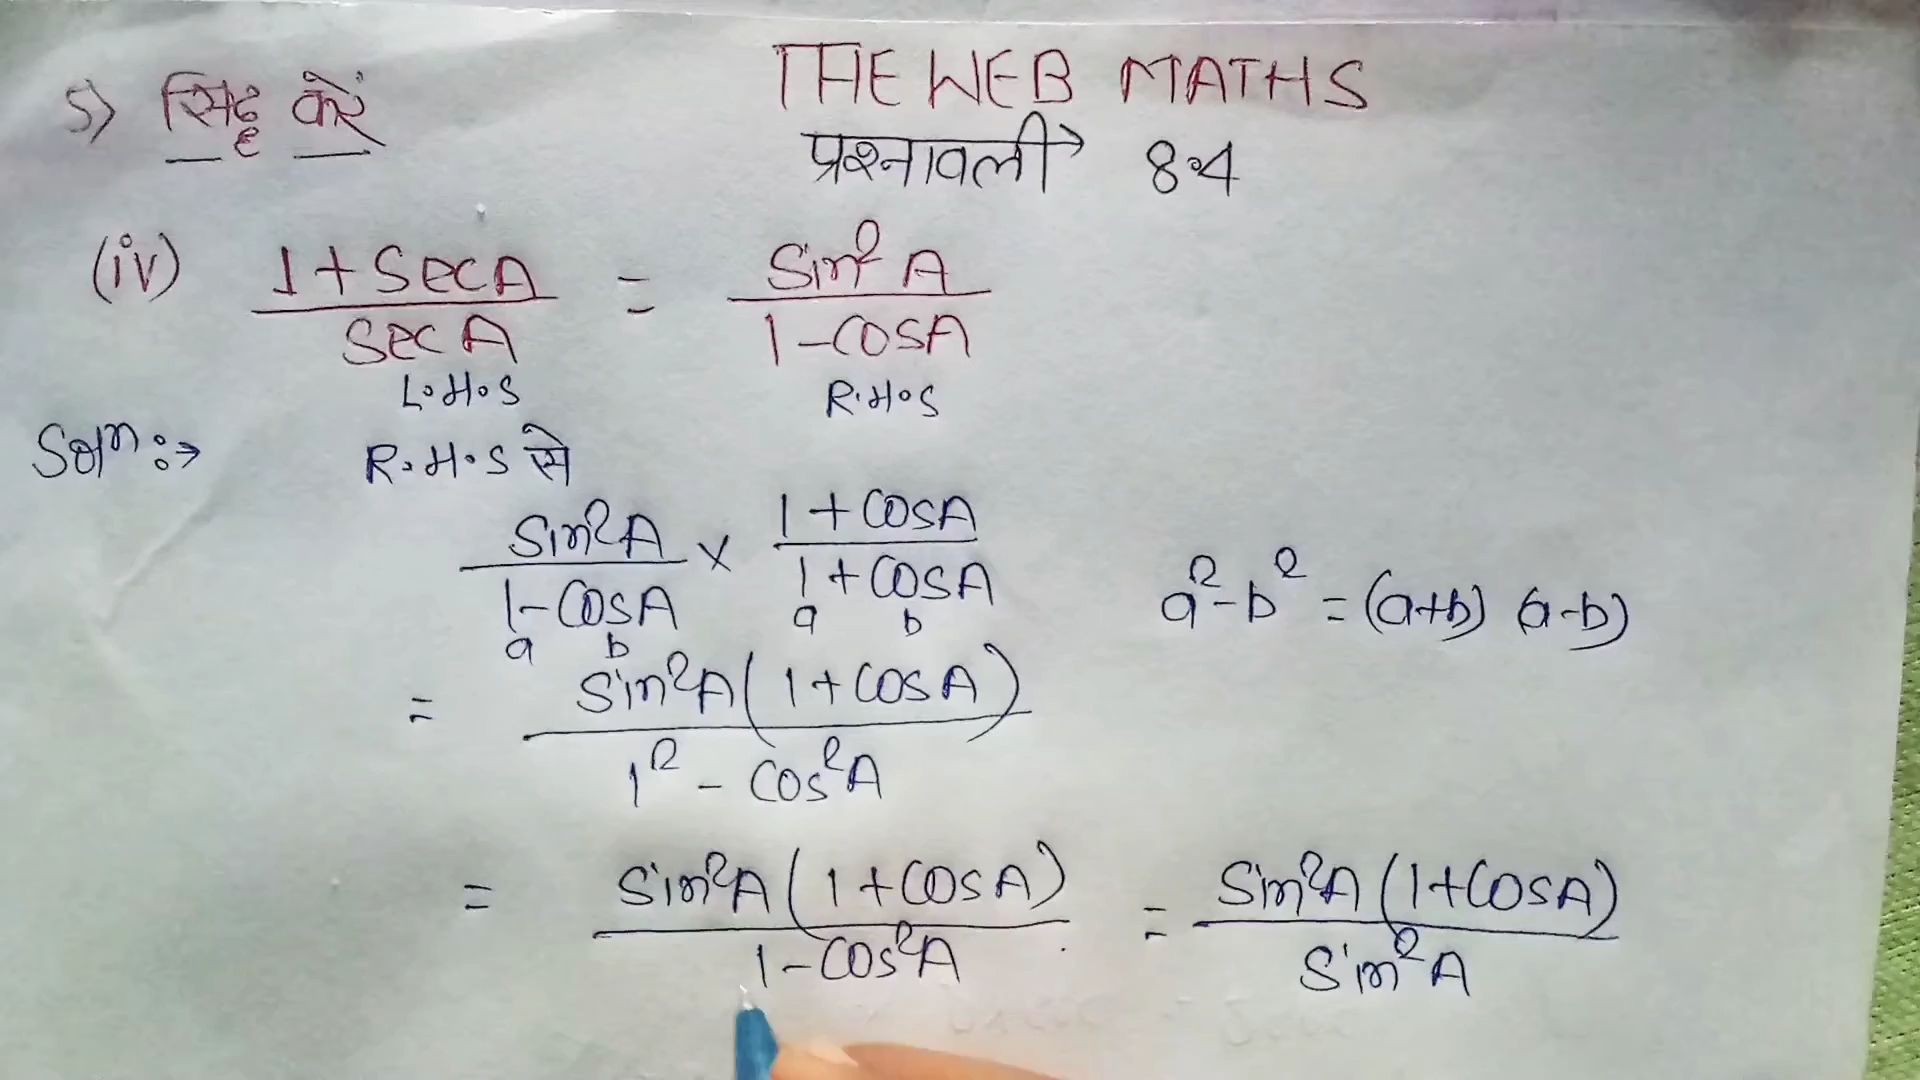 THE WEB MATHS
5) सिद्ध करें
प्रश्नावली → 8.4
(iv) 1+SecA / SecA = Sin²A / 1-COSA
L.H.S R.H.S
Solⁿ:→ R.H.S से
Sin²A / 1-COSA × 1+COSA / 1+COSA
a b a b
a²-b² = (a+b) (a-b)
= Sin²A(1+COSA) / 1² - COS²A
= Sin²A(1+COSA) / 1-COS²A = Sin²A(1+COSA) / Sin²A